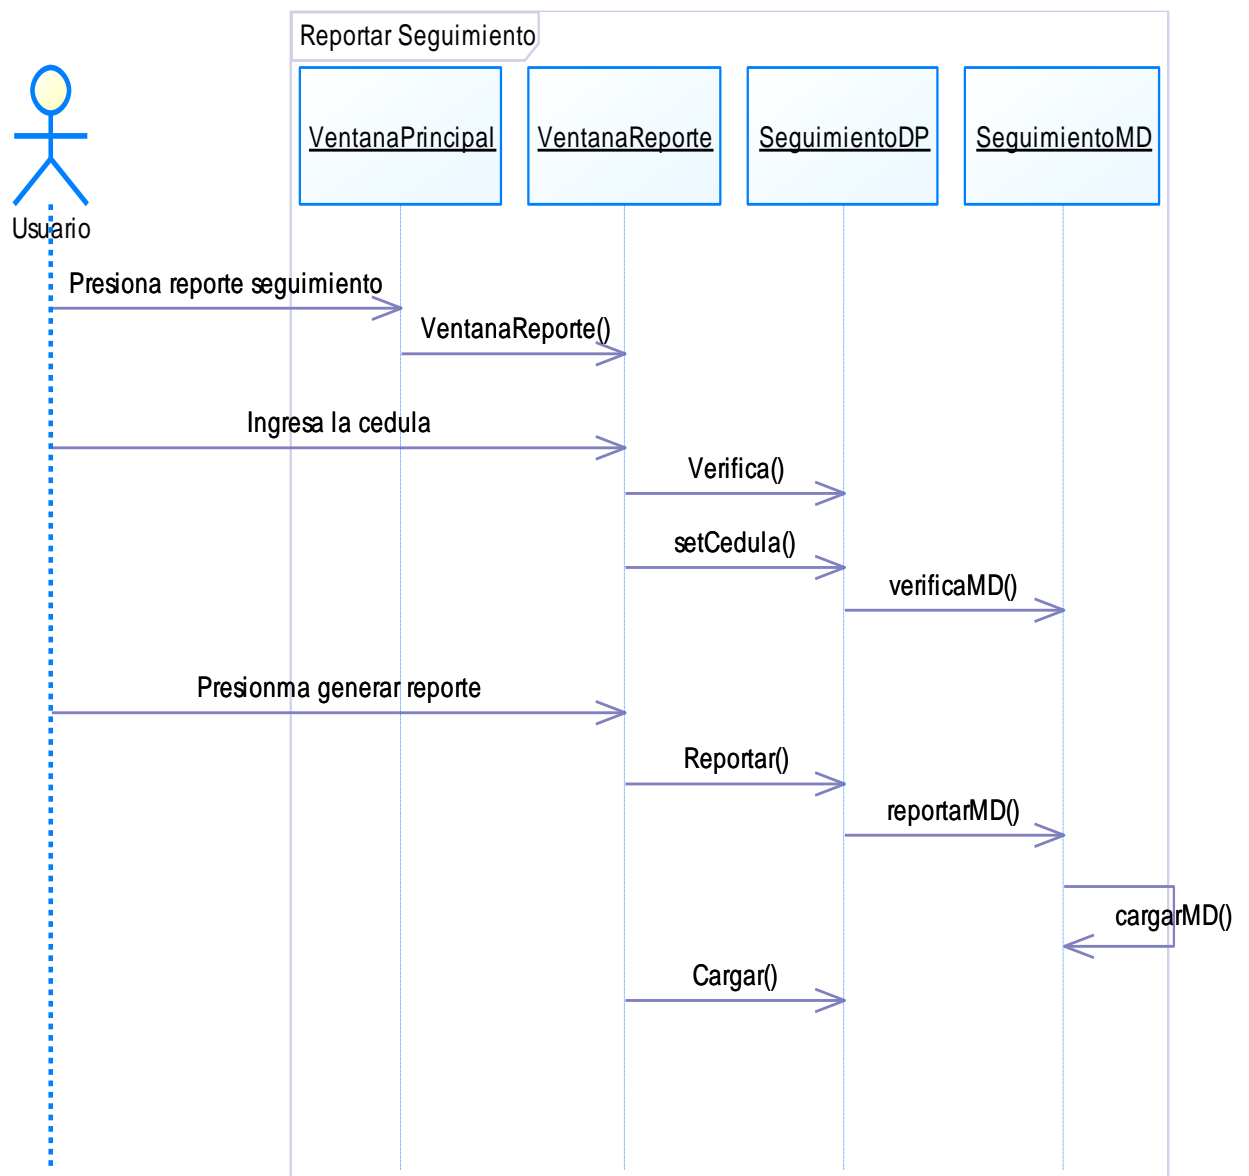 Reportar Seguimiento
VentanaPrincipal
VentanaReporte
SeguimientoDP
SeguimientoMD
Usuario
Presiona reporte seguimiento
VentanaReporte()
Ingresa la cedula
Verifica()
setCedula()
verificaMD()
Presionma generar reporte
Reportar()
reportarMD()
cargarMD()
Cargar()